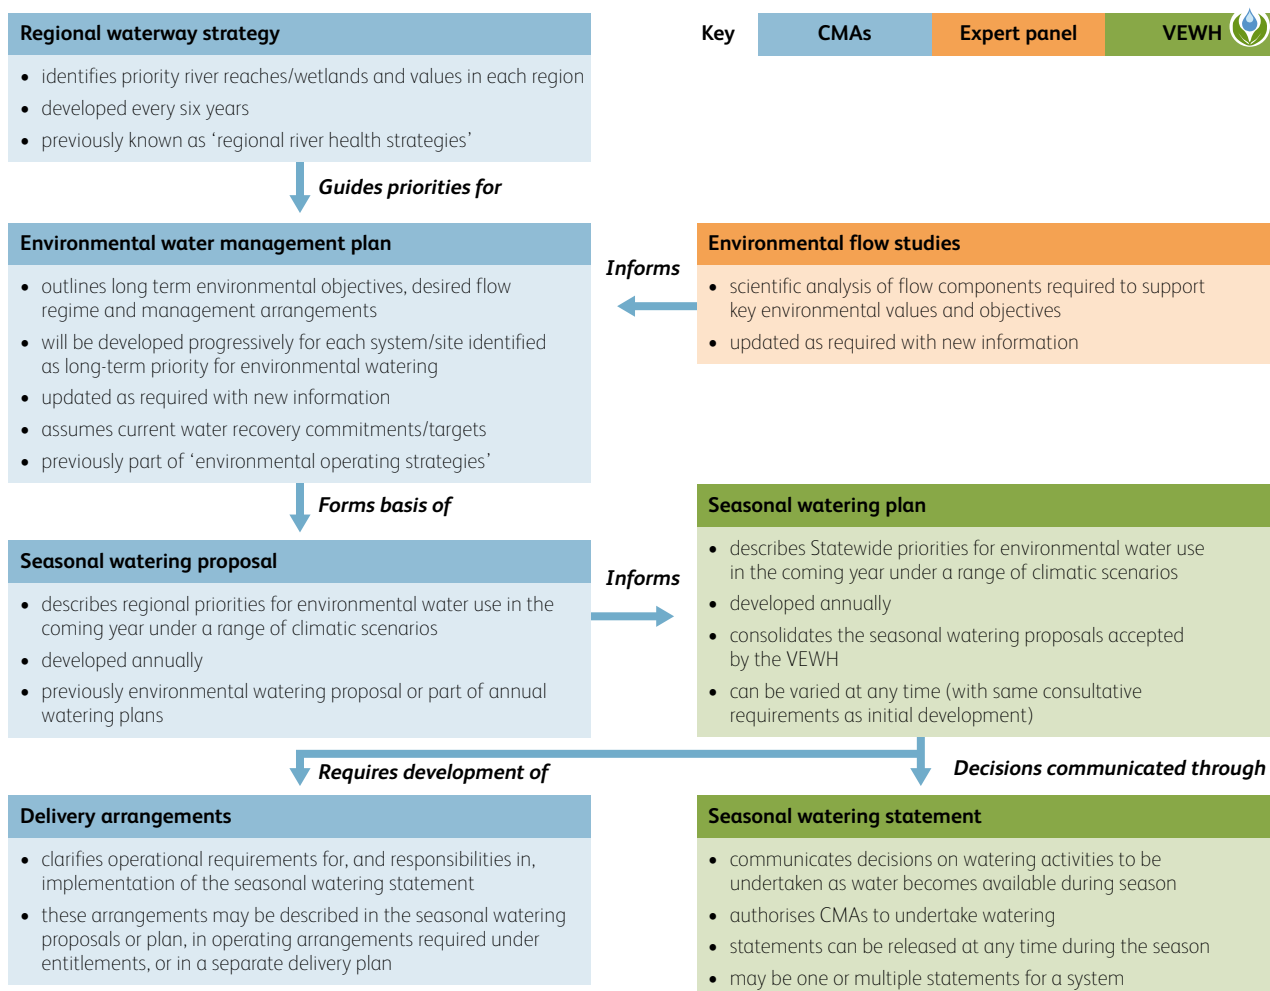 Regional waterway strategy
• identifies priority river reaches/wetlands and values in each region
• developed every six years
• previously known as ‘regional river health strategies’
Key
CMAs
Expert panel
VEWH
Guides priorities for
Environmental water management plan
• outlines long term environmental objectives, desired flow
regime and management arrangements
• will be developed progressively for each system/site identified
as long-term priority for environmental watering
• updated as required with new information
• assumes current water recovery commitments/targets
• previously part of ‘environmental operating strategies’
Informs
Environmental flow studies
• scientific analysis of flow components required to support
key environmental values and objectives
• updated as required with new information
Forms basis of
Seasonal watering proposal
• describes regional priorities for environmental water use in the
coming year under a range of climatic scenarios
• developed annually
• previously environmental watering proposal or part of annual
watering plans
Informs
Seasonal watering plan
• describes Statewide priorities for environmental water use
in the coming year under a range of climatic scenarios
• developed annually
• consolidates the seasonal watering proposals accepted
by the VEWH
• can be varied at any time (with same consultative
requirements as initial development)
Requires development of
Decisions communicated through
Delivery arrangements
• clarifies operational requirements for, and responsibilities in,
implementation of the seasonal watering statement
• these arrangements may be described in the seasonal watering
proposals or plan, in operating arrangements required under
entitlements, or in a separate delivery plan
Seasonal watering statement
• communicates decisions on watering activities to be
undertaken as water becomes available during season
• authorises CMAs to undertake watering
• statements can be released at any time during the season
• may be one or multiple statements for a system